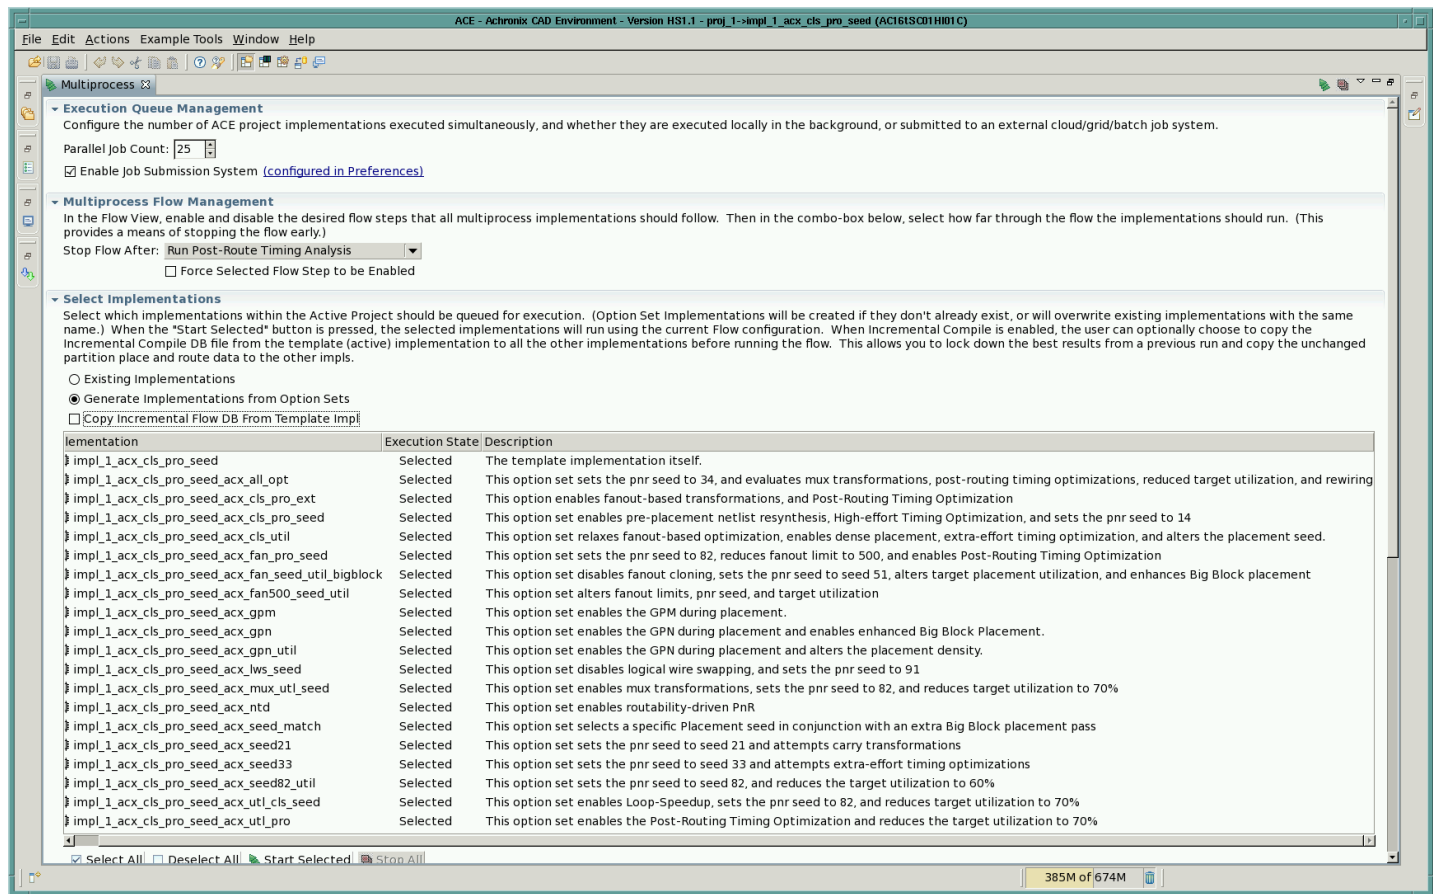 ACE - Achronix CAD Environment - Version HS1.1 - proj_1->impl_1_acx_cls_pro_seed (AC16tSC01HI01C)
File Edit Actions Example Tools Window Help
Multiprocess
Execution Queue Management
Configure the number of ACE project implementations executed simultaneously, and whether they are executed locally in the background, or submitted to an external cloud/grid/batch job system.
Parallel Job Count: 25
Enable Job Submission System (configured in Preferences)
Multiprocess Flow Management
In the Flow View, enable and disable the desired flow steps that all multiprocess implementations should follow. Then in the combo-box below, select how far through the flow the implementations should run. (This
provides a means of stopping the flow early.)
Stop Flow After: Run Post-Route Timing Analysis
Force Selected Flow Step to be Enabled
Select Implementations
Select which implementations within the Active Project should be queued for execution. (Option Set Implementations will be created if they don't already exist, or will overwrite existing implementations with the same
name.) When the "Start Selected" button is pressed, the selected implementations will run using the current Flow configuration. When Incremental Compile is enabled, the user can optionally choose to copy the
Incremental Compile DB file from the template (active) implementation to all the other implementations before running the flow. This allows you to lock down the best results from a previous run and copy the unchanged
partition place and route data to the other impls.
Existing Implementations
Generate Implementations from Option Sets
Copy Incremental Flow DB From Template Impl
lementation Execution State Description
impl_1_acx_cls_pro_seed Selected The template implementation itself.
impl_1_acx_cls_pro_seed_acx_all_opt Selected This option set sets the pnr seed to 34, and evaluates mux transformations, post-routing timing optimizations, reduced target utilization, and rewiring
impl_1_acx_cls_pro_seed_acx_cls_pro_ext Selected This option enables fanout-based transformations, and Post-Routing Timing Optimization
impl_1_acx_cls_pro_seed_acx_cls_pro_seed Selected This option set enables pre-placement netlist resynthesis, High-effort Timing Optimization, and sets the pnr seed to 14
impl_1_acx_cls_pro_seed_acx_cls_util Selected This option set relaxes fanout-based optimization, enables dense placement, extra-effort timing optimization, and alters the placement seed.
impl_1_acx_cls_pro_seed_acx_fan_pro_seed Selected This option set sets the pnr seed to 82, reduces fanout limit to 500, and enables Post-Routing Timing Optimization
impl_1_acx_cls_pro_seed_acx_fan_seed_util_bigblock Selected This option set disables fanout cloning, sets the pnr seed to seed 51, alters target placement utilization, and enhances Big Block placement
impl_1_acx_cls_pro_seed_acx_fan500_seed_util Selected This option set alters fanout limits, pnr seed, and target utilization
impl_1_acx_cls_pro_seed_acx_gpm Selected This option set enables the GPM during placement.
impl_1_acx_cls_pro_seed_acx_gpn Selected This option set enables the GPN during placement and enables enhanced Big Block Placement.
impl_1_acx_cls_pro_seed_acx_gpn_util Selected This option set enables the GPN during placement and alters the placement density.
impl_1_acx_cls_pro_seed_acx_lws_seed Selected This option set disables logical wire swapping, and sets the pnr seed to 91
impl_1_acx_cls_pro_seed_acx_mux_utl_seed Selected This option set enables mux transformations, sets the pnr seed to 82, and reduces target utilization to 70%
impl_1_acx_cls_pro_seed_acx_ntd Selected This option set enables routability-driven PnR
impl_1_acx_cls_pro_seed_acx_seed_match Selected This option set selects a specific Placement seed in conjunction with an extra Big Block placement pass
impl_1_acx_cls_pro_seed_acx_seed21 Selected This option set sets the pnr seed to seed 21 and attempts carry transformations
impl_1_acx_cls_pro_seed_acx_seed33 Selected This option set sets the pnr seed to seed 33 and attempts extra-effort timing optimizations
impl_1_acx_cls_pro_seed_acx_seed82_util Selected This option set sets the pnr seed to seed 82, and reduces the target utilization to 60%
impl_1_acx_cls_pro_seed_acx_utl_cls_seed Selected This option set enables Loop-Speedup, sets the pnr seed to 82, and reduces target utilization to 70%
impl_1_acx_cls_pro_seed_acx_utl_pro Selected This option set enables the Post-Routing Timing Optimization and reduces the target utilization to 70%
Select All Deselect All Start Selected Stop All
385M of 674M